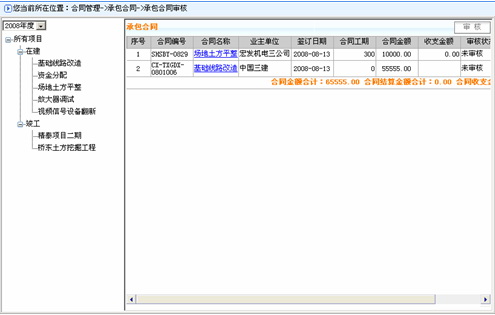 您当前所在位置：合同管理->承包合同->承包合同审核
2008年度
所有项目
在建
基础线路改造
资金分配
场地土方平整
放大器调试
视频信号设备翻新
竣工
精泰项目二期
桥东土方挖掘工程
承包合同 审 核
序号 合同编号 合同名称 业主单位 签订日期 合同工期 合同金额 收支金额 审核状
1 SHSBY-0829 场地土方平整 宏发机电三公司 2008-08-13 300 10000.00 0.00 未审核
2 CX-TXGDX-0801006 基础线路改造 中国三建 2008-08-13 0 55555.00 未审核
合同金额合计：65555.00 合同结算金额合计：0.00 合同收支金